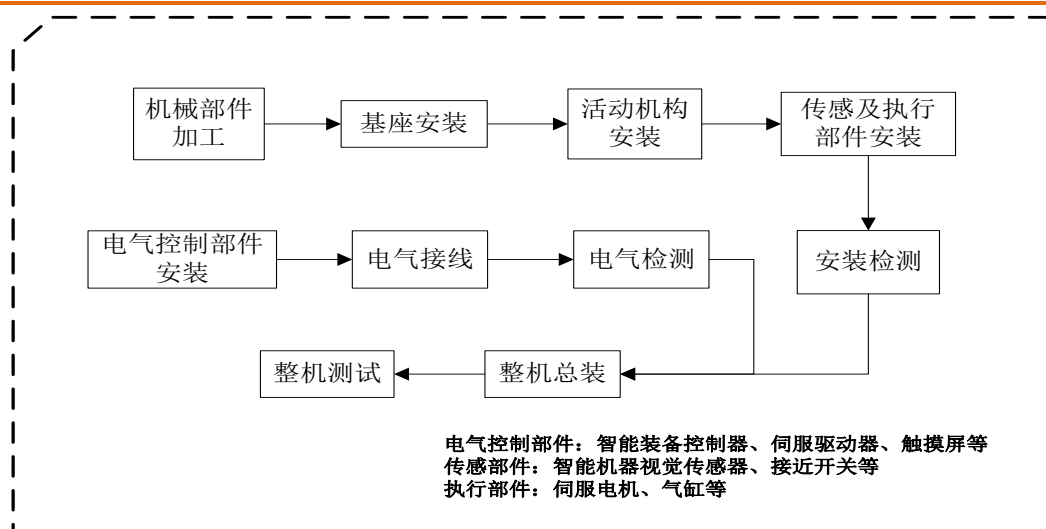 机械部件
加工
基座安装
活动机构
安装
传感及执行
部件安装
电气控制部件
安装
电气接线
电气检测
安装检测
整机测试
整机总装
电气控制部件：智能装备控制器、伺服驱动器、触摸屏等
传感部件：智能机器视觉传感器、接近开关等
执行部件：伺服电机、气缸等